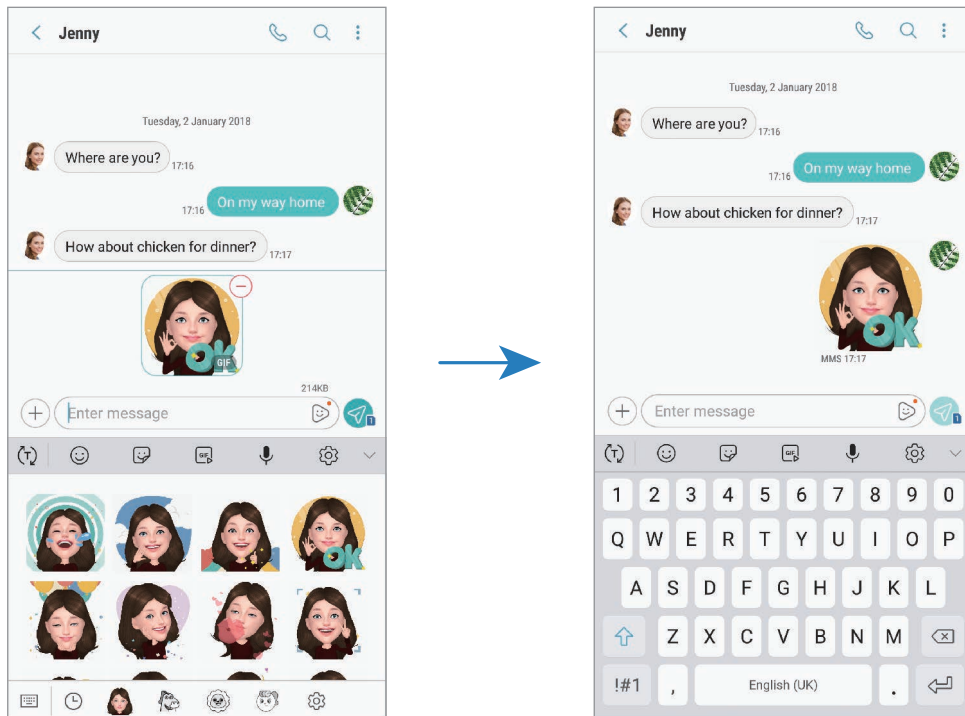 Jenny
Tuesday, 2 January 2018
Where are you?
17:16
17:16
On my way home
How about chicken for dinner?
17:17
OK
GIF
214KB
Enter message
1
T
GIF
OK
Jenny
Tuesday, 2 January 2018
Where are you?
17:16
17:16
On my way home
How about chicken for dinner?
17:17
OK
MMS 17:17
Enter message
1
T
GIF
1 2 3 4 5 6 7 8 9 0
Q W E R T Y U I O P
A S D F G H J K L
Z X C V B N M
!#1 , English (UK) .